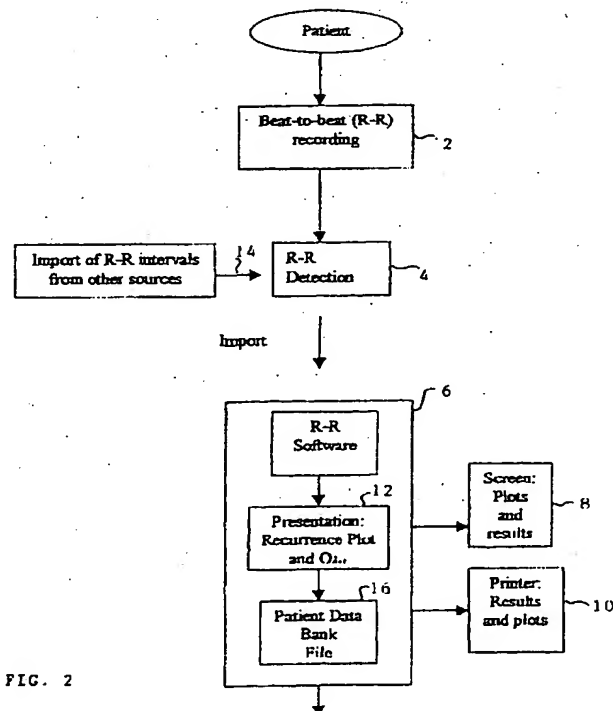 Patient
Beat-to-beat (R-R)
recording
2
Import of R-R intervals
from other sources
14
R-R
Detection
4
Import
6
R-R
Software
12
Presentation:
Recurrence Plot
and
16
Patient Data
Bank
File
Screen:
Plots
and
results
8
Printer:
Results
and plots
10
FIG. 2